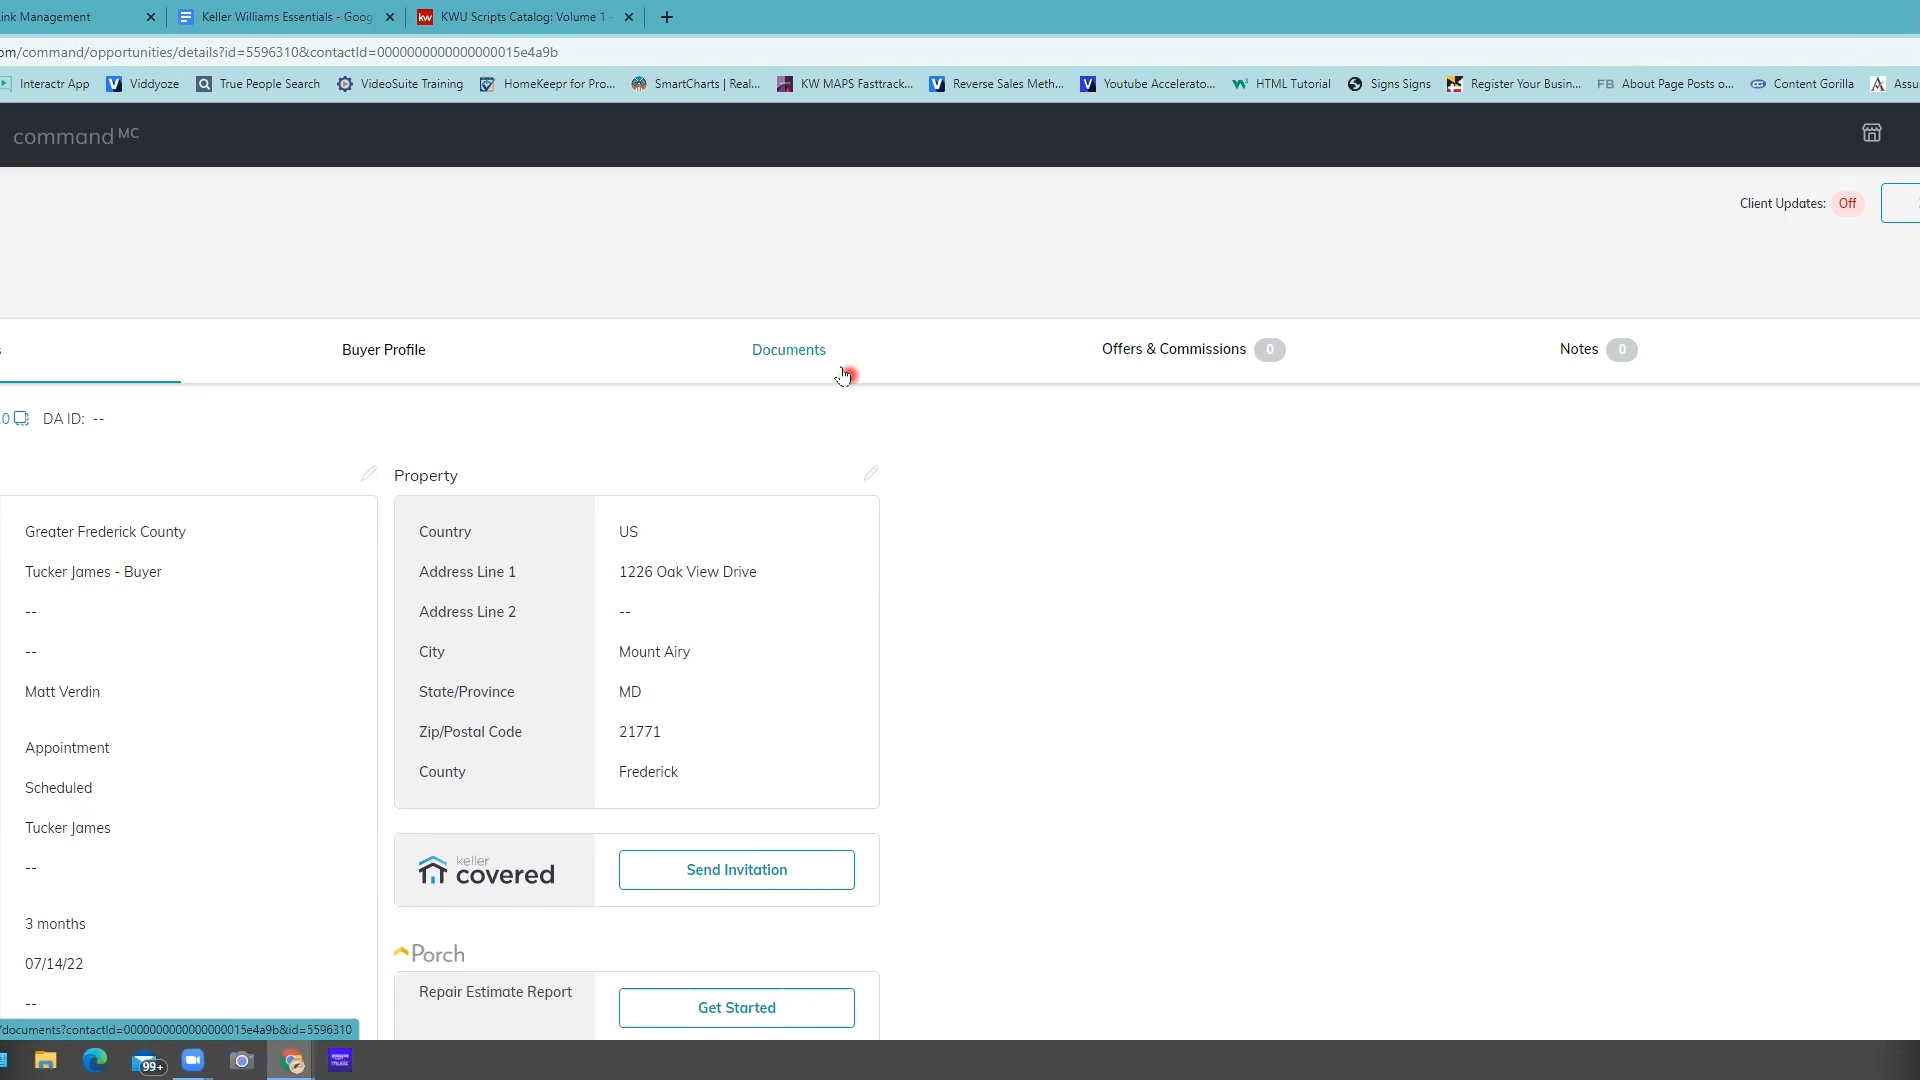 ink Management
Keller Williams Essentials - Goog
KWU Scripts Catalog: Volume 1 -
om/command/opportunities/details?id=5596310&contactId=0000000000000000015e4a9b
Interactr App
Viddyoze
True People Search
VideoSuite Training
HomeKeepr for Pro...
SmartCharts | Real...
KW MAPS Fasttrack...
Reverse Sales Meth...
Youtube Accelerato...
HTML Tutorial
Signs Signs
Register Your Busin...
FB About Page Posts o...
Content Gorilla
Assu
command MC
Client Updates: Off
Buyer Profile
Documents
Offers & Commissions 0
Notes 0
0 DA ID: --
Property
Greater Frederick County
Tucker James - Buyer
--
--
Matt Verdin
Appointment
Scheduled
Tucker James
--
3 months
07/14/22
--
Country US
Address Line 1 1226 Oak View Drive
Address Line 2 --
City Mount Airy
State/Province MD
Zip/Postal Code 21771
County Frederick
keller
covered
Send Invitation
Porch
Repair Estimate Report
Get Started
/documents?contactId=0000000000000000015e4a9b&id=5596310
99+
amazon
music